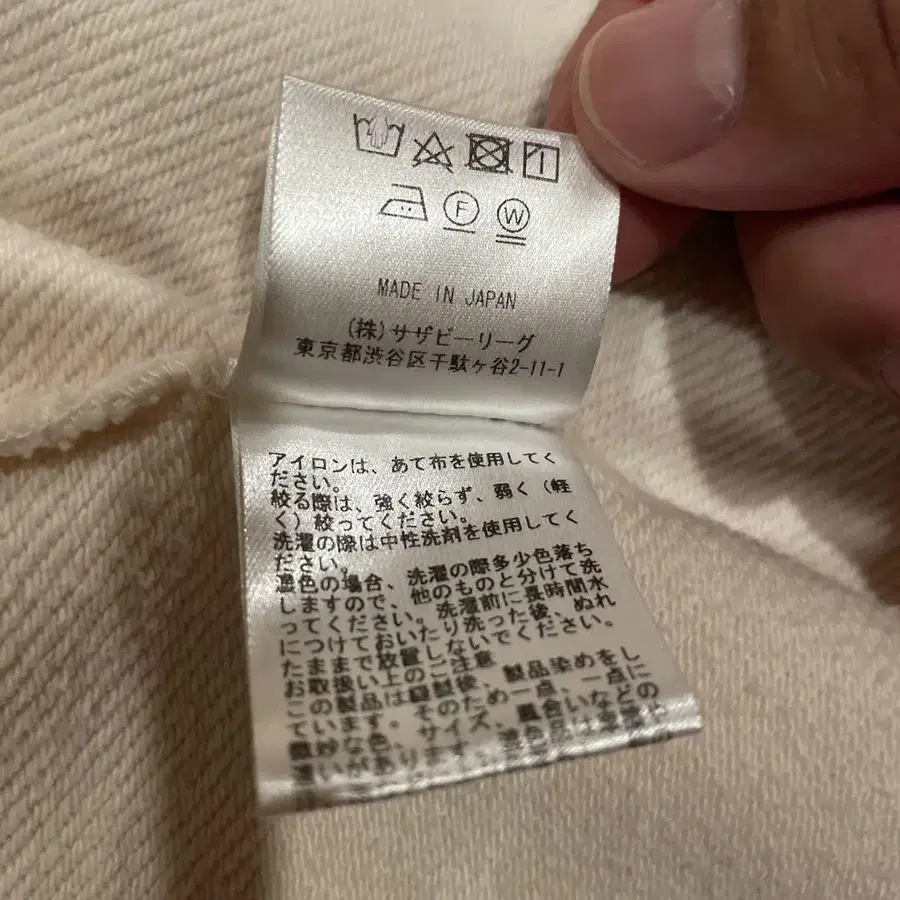 F W
MADE IN JAPAN
(株)サザビーリーグ
東京都渋谷区千駄ヶ谷2-11-1
アイロンは、あて布を使用してく
ださい。
絞る際は、強く絞らず、弱く（軽
く）絞ってください。
洗濯の際は中性洗剤を使用してく
ださい。
濃色の場合、洗濯の際多少色落ち
しますので、他のものと分けて洗
ってください。洗濯前に長時間水
につけておいたり洗った後、ぬれ
たままで放置しないでください。
お取扱い上のご注意
この製品は縫製後、製品染めをし
ています。そのため一点、一点に
微妙な色、サイズ、風合いなどの
違いがあります。濃色品は